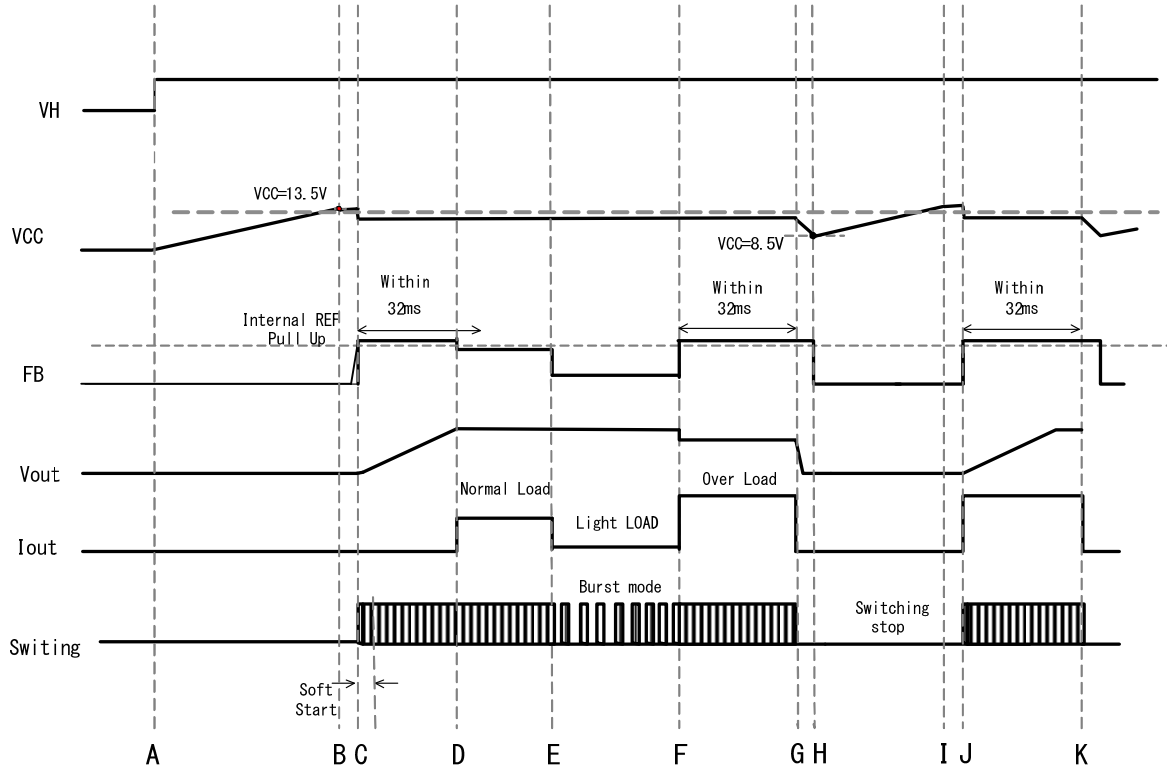 VH
VCC=13.5V
VCC
VCC=8.5V
Within
32ms
Within
32ms
Within
32ms
Internal REF
Pull Up
FB
Vout
Normal Load
Light LOAD
Over Load
Iout
Burst mode
Switching
stop
Switing
Soft
Start
A B C D E F G H I J K